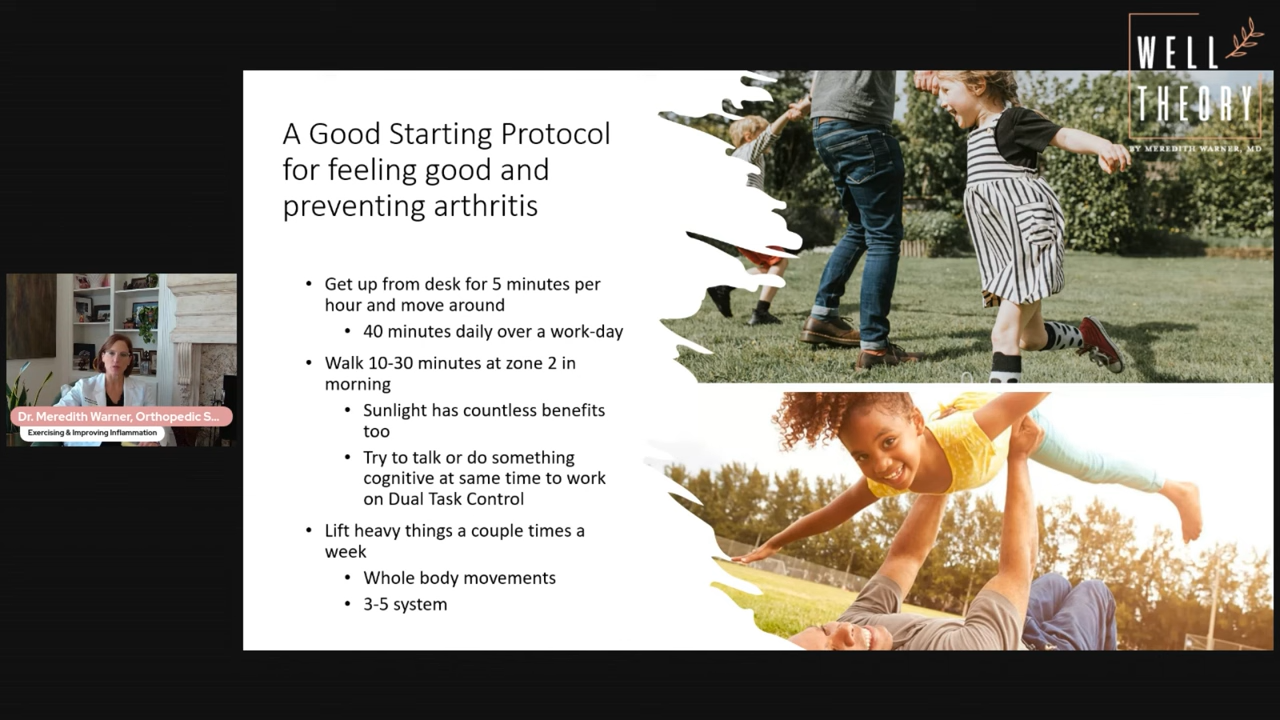 WELL
THEORY
BY MEREDITH WARNER, MD
A Good Starting Protocol
for feeling good and
preventing arthritis
• Get up from desk for 5 minutes per
hour and move around
• 40 minutes daily over a work-day
• Walk 10-30 minutes at zone 2 in
morning
• Sunlight has countless benefits
too
• Try to talk or do something
cognitive at same time to work
on Dual Task Control
• Lift heavy things a couple times a
week
• Whole body movements
• 3-5 system
Dr. Meredith Warner, Orthopedic S...
Exercising & Improving Inflammation